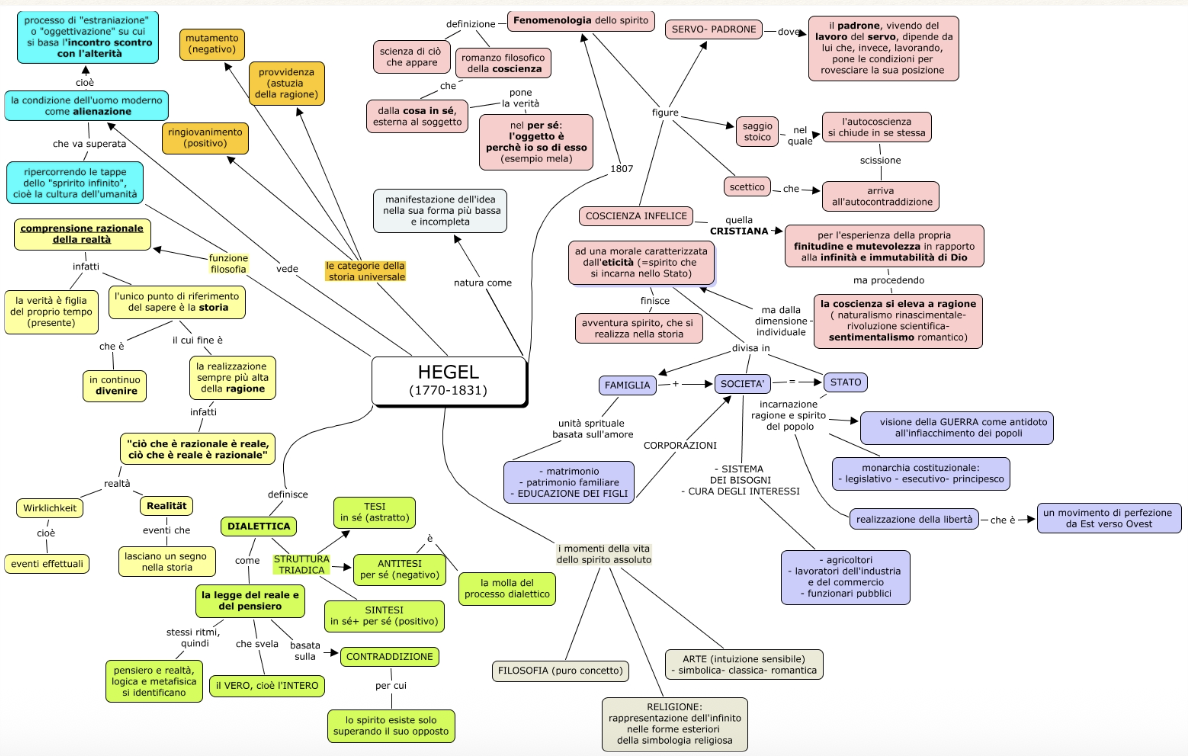 processo di "estraniazione"
o "oggettivazione" su cui
si basa l'incontro scontro
con l'alterità
cioè
la condizione dell'uomo moderno
come alienazione
che va superata
ripercorrendo le tappe
dello "spririto infinito",
cioè la cultura dell'umanità
mutamento
(negativo)
provvidenza
(astuzia
della ragione)
ringiovanimento
(positivo)
le categorie della
storia universale
vede
funzione
filosofia
comprensione razionale
della realtà
infatti
la verità è figlia
del proprio tempo
(presente)
l'unico punto di riferimento
del sapere è la storia
che è
in continuo
divenire
il cui fine è
la realizzazione
sempre più alta
della ragione
infatti
"ciò che è razionale è reale,
ciò che è reale è razionale"
realtà
Wirklichkeit
cioè
eventi effettuali
Realität
eventi che
lasciano un segno
nella storia
definizione
Fenomenologia dello spirito
scienza di ciò
che appare
romanzo filosofico
della coscienza
che
dalla cosa in sé,
esterna al soggetto
pone
la verità
nel per sé:
l'oggetto è
perchè io so di esso
(esempio mela)
1807
manifestazione dell'idea
nella sua forma più bassa
e incompleta
natura come
HEGEL
(1770-1831)
SERVO- PADRONE
dove
il padrone, vivendo del
lavoro del servo, dipende da
lui che, invece, lavorando,
pone le condizioni per
rovesciare la sua posizione
figure
saggio
stoico
nel
quale
l'autocoscienza
si chiude in se stessa
scissione
scettico
che
arriva
all'autocontraddizione
COSCIENZA INFELICE
quella
CRISTIANA
per l'esperienza della propria
finitudine e mutevolezza in rapporto
alla infinità e immutabilità di Dio
ma procedendo
la coscienza si eleva a ragione
( naturalismo rinascimentale-
rivoluzione scientifica-
sentimentalismo romantico)
ma dalla
dimensione
individuale
ad una morale caratterizzata
dall'eticità (=spirito che
si incarna nello Stato)
finisce
avventura spirito, che si
realizza nella storia
divisa in
FAMIGLIA
+
SOCIETA'
=
STATO
unità sprituale
basata sull'amore
- matrimonio
- patrimonio familiare
- EDUCAZIONE DEI FIGLI
CORPORAZIONI
- SISTEMA
DEI BISOGNI
- CURA DEGLI INTERESSI
- agricoltori
- lavoratori dell'industria
e del commercio
- funzionari pubblici
incarnazione
ragione e spirito
del popolo
visione della GUERRA come antidoto
all'infiacchimento dei popoli
monarchia costituzionale:
- legislativo - esecutivo- principesco
realizzazione della libertà
che è
un movimento di perfezione
da Est verso Ovest
definisce
DIALETTICA
come
STRUTTURA
TRIADICA
TESI
in sé (astratto)
ANTITESI
per sé (negativo)
è
la molla del
processo dialettico
SINTESI
in sé+ per sé (positivo)
la legge del reale e
del pensiero
stessi ritmi,
quindi
pensiero e realtà,
logica e metafisica
si identificano
che svela
il VERO, cioè l'INTERO
basata
sulla
CONTRADDIZIONE
per cui
lo spirito esiste solo
superando il suo opposto
i momenti della vita
dello spirito assoluto
FILOSOFIA (puro concetto)
ARTE (intuizione sensibile)
- simbolica- classica- romantica
RELIGIONE:
rappresentazione dell'infinito
nelle forme esteriori
della simbologia religiosa